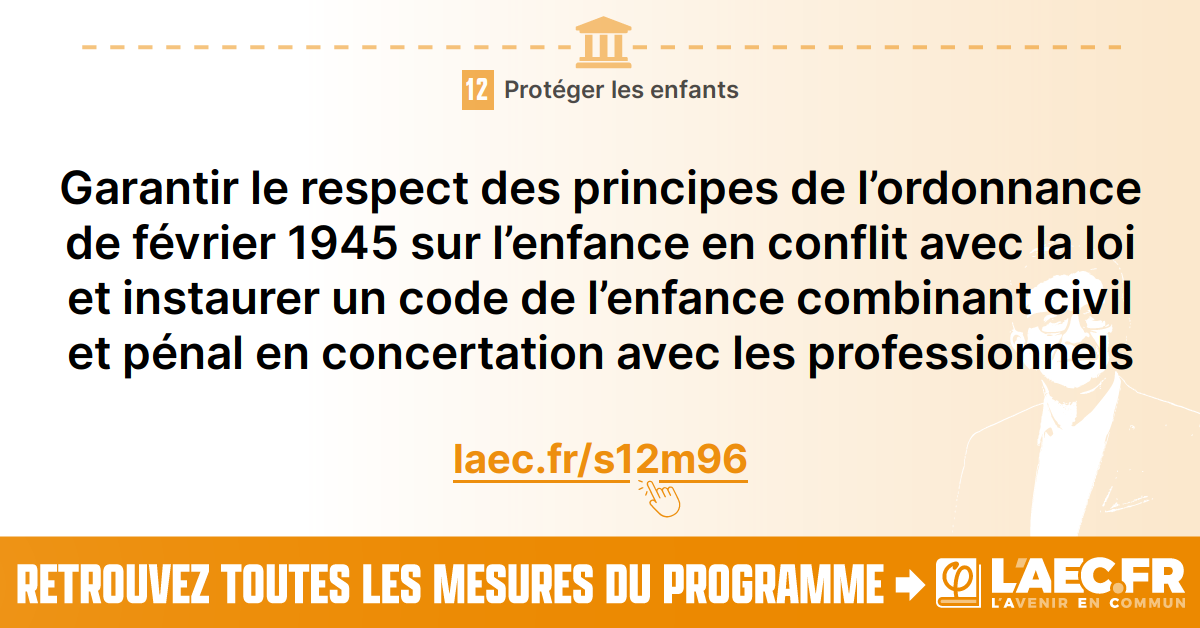 12 Protéger les enfants
Garantir le respect des principes de l’ordonnance
de février 1945 sur l’enfance en conflit avec la loi
et instaurer un code de l’enfance combinant civil
et pénal en concertation avec les professionnels
laec.fr/s12m96
RETROUVEZ TOUTES LES MESURES DU PROGRAMME
L'AEC.FR
L'AVENIR EN COMMUN